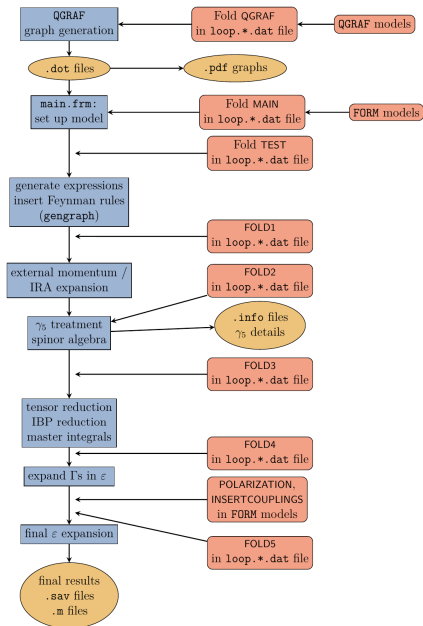 QGRAF
graph generation
Fold QGRAF
in loop.*.dat file
QGRAF models
.dot files
.pdf graphs
main.frm:
set up model
Fold MAIN
in loop.*.dat file
FORM models
Fold TEST
in loop.*.dat file
generate expressions
insert Feynman rules
(gengraph)
FOLD1
in loop.*.dat file
external momentum /
IRA expansion
FOLD2
in loop.*.dat file
γ5 treatment
spinor algebra
.info files
γ5 details
FOLD3
in loop.*.dat file
tensor reduction
IBP reduction
master integrals
FOLD4
in loop.*.dat file
expand Γs in ε
POLARIZATION,
INSERTCOUPLINGS
in FORM models
final ε expansion
FOLD5
in loop.*.dat file
final results
.sav files
.m files